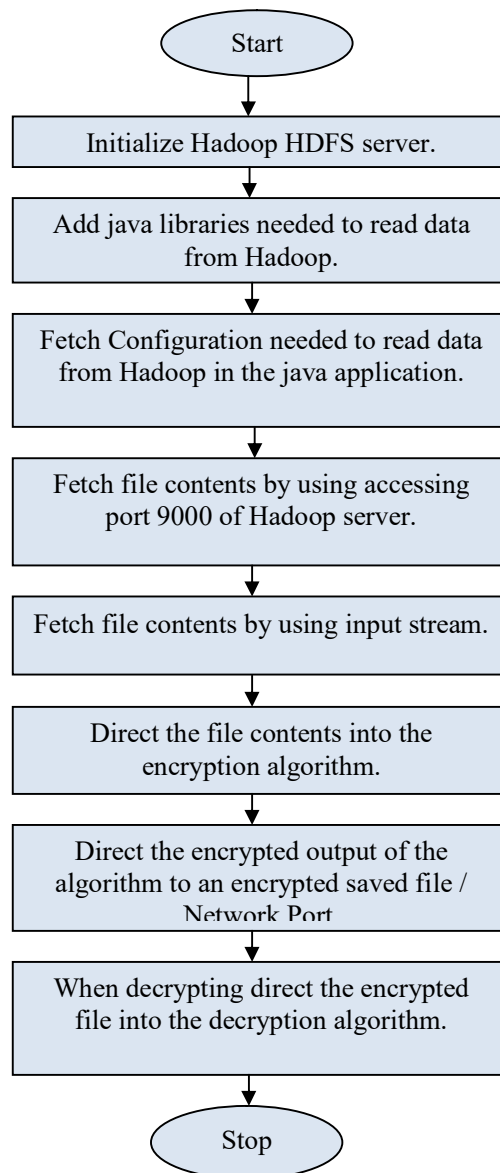 Start
Initialize Hadoop HDFS server.
Add java libraries needed to read data
from Hadoop.
Fetch Configuration needed to read data
from Hadoop in the java application.
Fetch file contents by using accessing
port 9000 of Hadoop server.
Fetch file contents by using input stream.
Direct the file contents into the
encryption algorithm.
Direct the encrypted output of the
algorithm to an encrypted saved file /
Network Port
When decrypting direct the encrypted
file into the decryption algorithm.
Stop